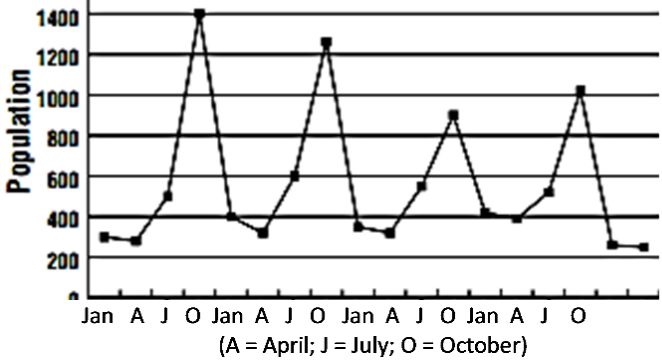 Population
1400
1200
1000
800
600
400
200
0
Jan A J O Jan A J O Jan A J O Jan A J O
(A = April; J = July; O = October)